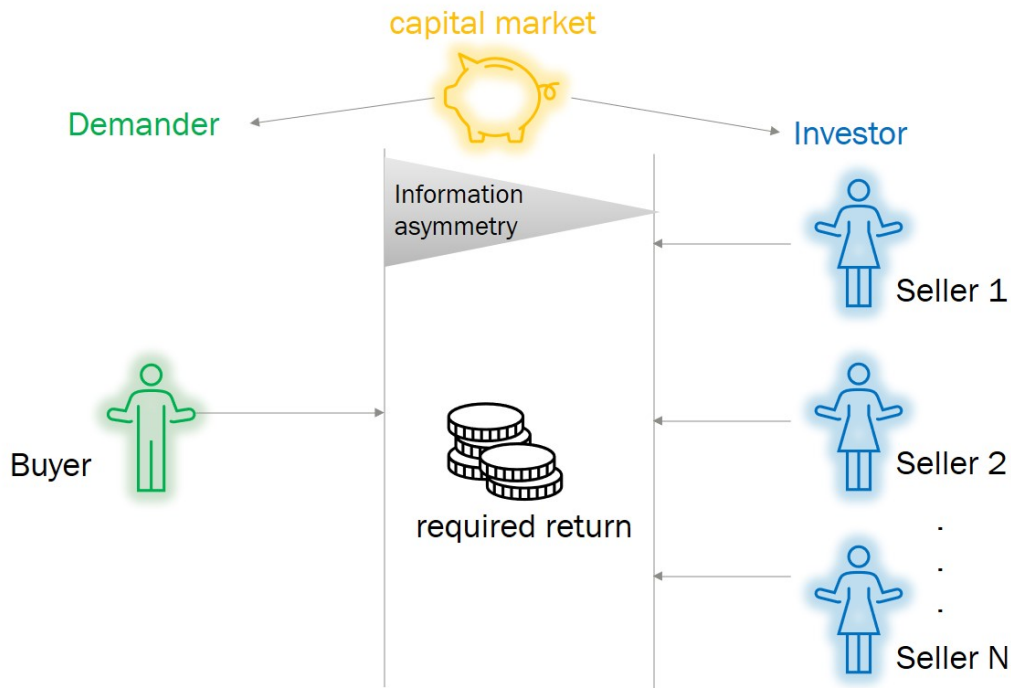 capital market
Demander
Investor
Information
asymmetry
Seller 1
Buyer
Seller 2
required return
.
.
.
Seller N